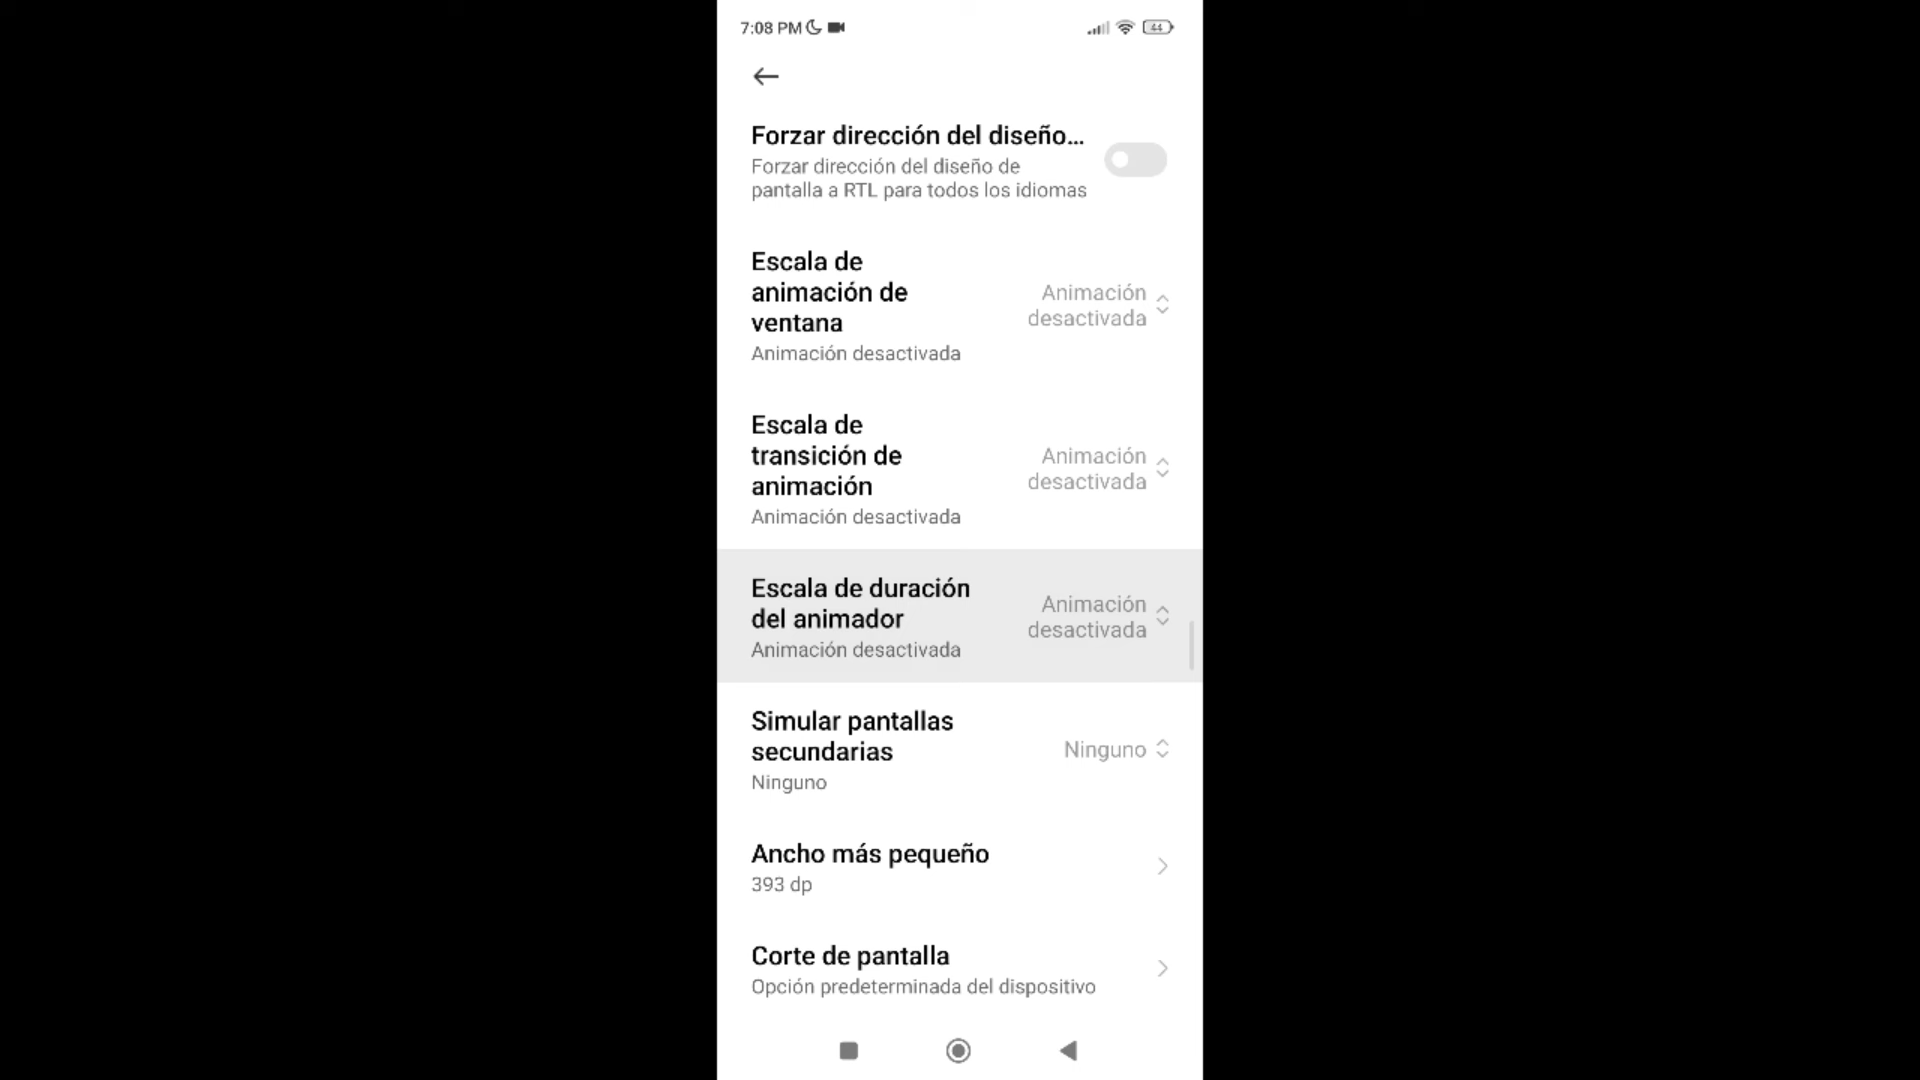 7:08 PM
44
Forzar dirección del diseño...
Forzar dirección del diseño de
pantalla a RTL para todos los idiomas
Escala de
animación de
ventana
Animación desactivada
Animación
desactivada
Escala de
transición de
animación
Animación desactivada
Animación
desactivada
Escala de duración
del animador
Animación desactivada
Animación
desactivada
Simular pantallas
secundarias
Ninguno
Ninguno
Ancho más pequeño
393 dp
Corte de pantalla
Opción predeterminada del dispositivo